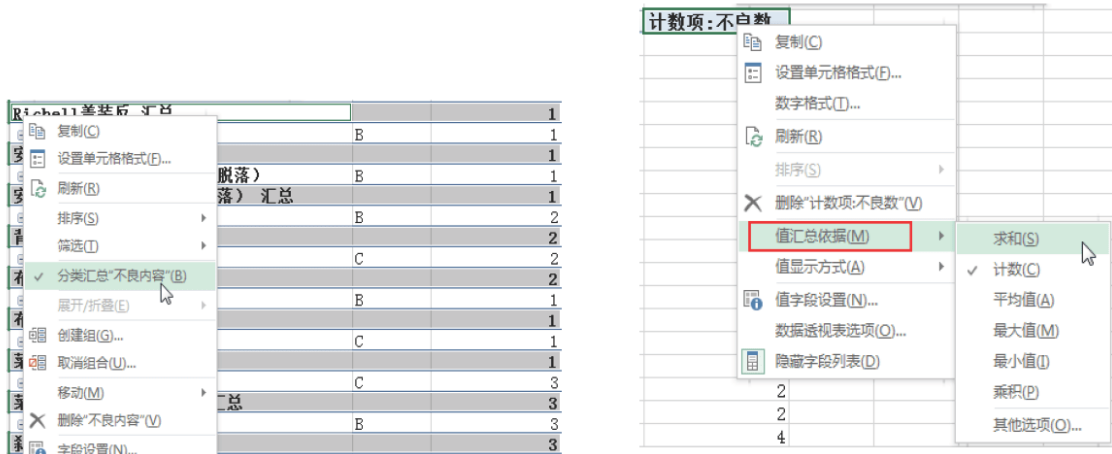 Richell盖装反 汇总 1
B 1
安 1
脱落） B 1
安 落） 汇总 1
B 2
背 2
C 2
布 2
B 1
布 1
C 1
菜 1
C 3
菜 汇总 3
B 3
3
复制(C)
设置单元格格式(F)...
刷新(R)
排序(S)
筛选(T)
分类汇总"不良内容"(B)
展开/折叠(E)
创建组(G)...
取消组合(U)...
移动(M)
删除"不良内容"(V)
字段设置(N)...
计数项:不良数
复制(C)
设置单元格格式(F)...
数字格式(T)...
刷新(R)
排序(S)
删除"计数项:不良数"(V)
值汇总依据(M)
值显示方式(A)
值字段设置(N)...
数据透视表选项(O)...
隐藏字段列表(D)
求和(S)
计数(C)
平均值(A)
最大值(M)
最小值(I)
乘积(P)
其他选项(O)...
2
2
4